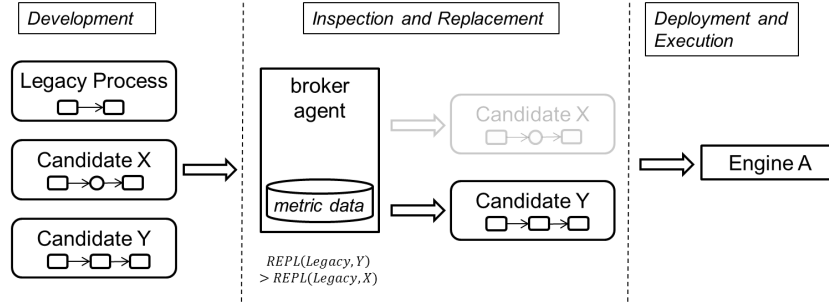 Development
Inspection and Replacement
Deployment and
Execution
Legacy Process
Candidate X
Candidate Y
broker
agent
metric data
REPL(Legacy,Y)
> REPL(Legacy,X)
Candidate X
Candidate Y
Engine A